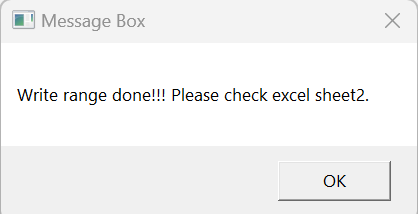 Message Box
Write range done!!! Please check excel sheet2.
OK